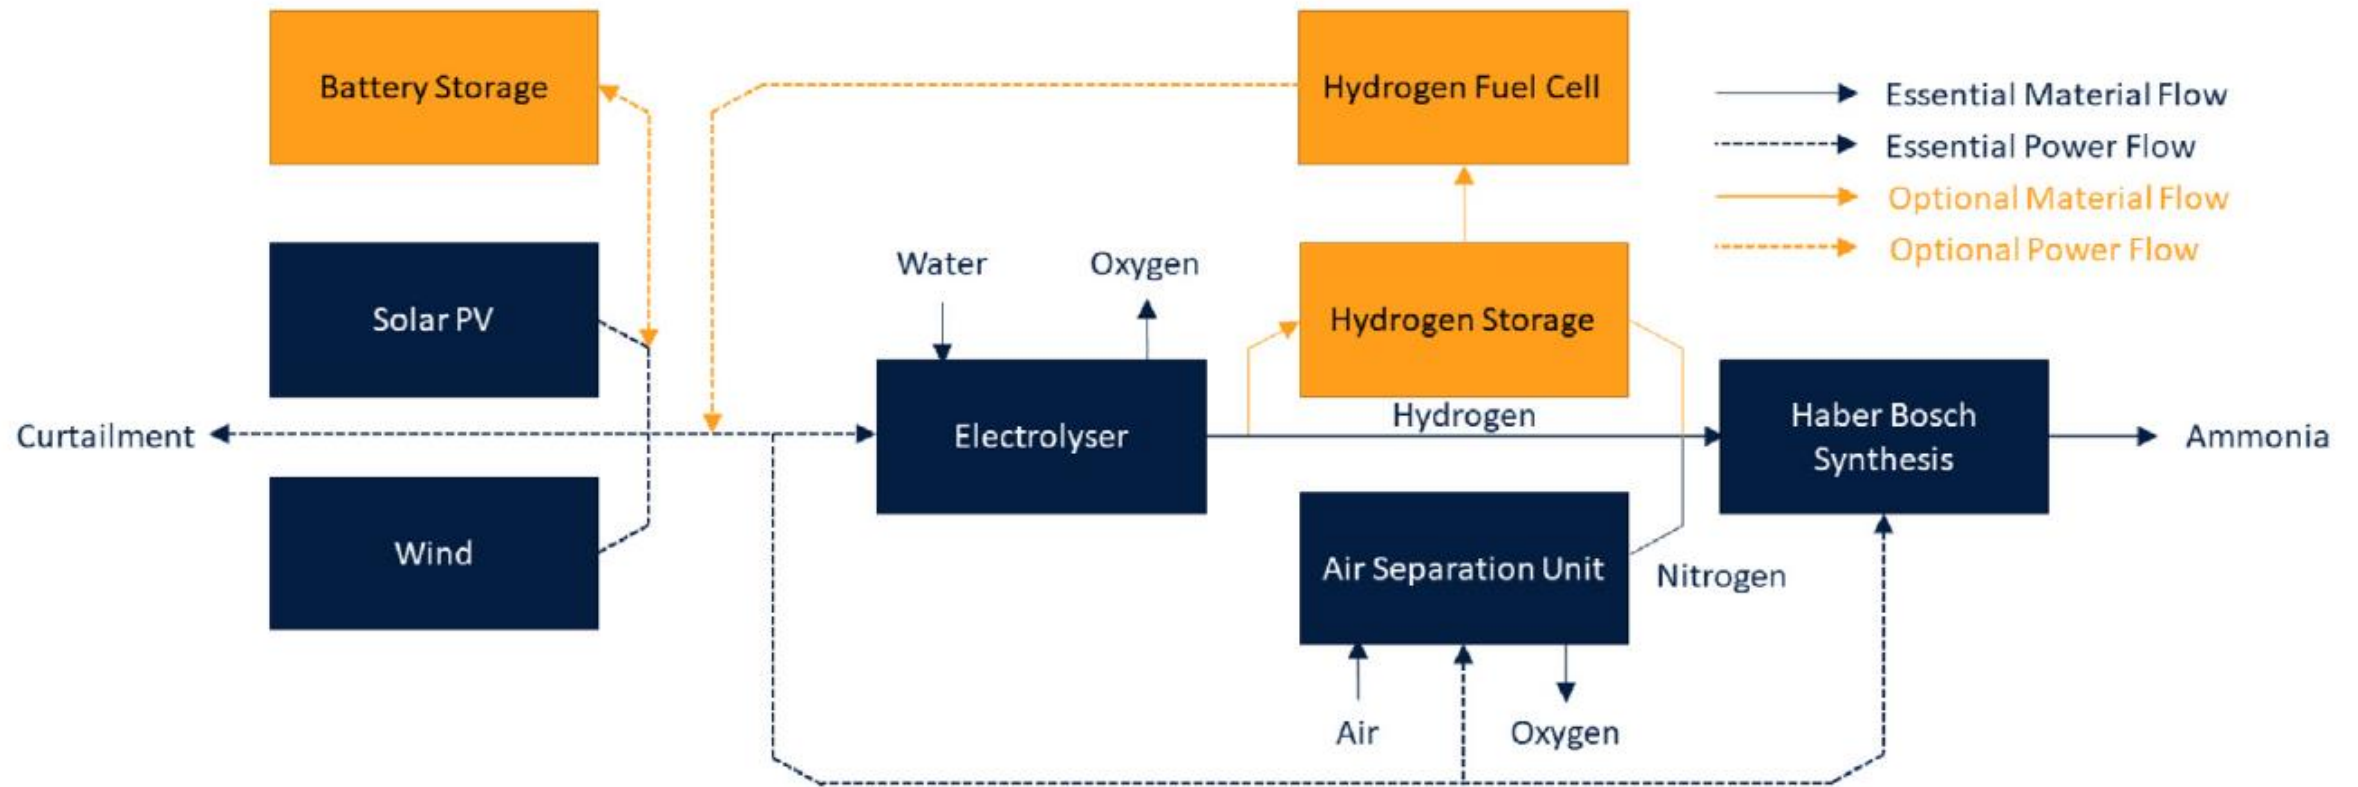 Battery Storage
Hydrogen Fuel Cell
Essential Material Flow
Essential Power Flow
Optional Material Flow
Optional Power Flow
Solar PV
Water
Oxygen
Hydrogen Storage
Curtailment
Electrolyser
Hydrogen
Haber Bosch
Synthesis
Ammonia
Wind
Air Separation Unit
Nitrogen
Air
Oxygen